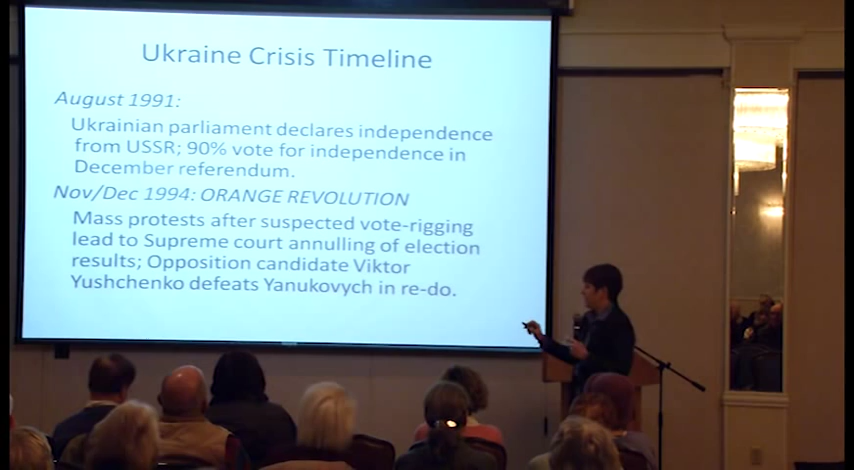 Ukraine Crisis Timeline
August 1991:
Ukrainian parliament declares independence
from USSR; 90% vote for independence in
December referendum.
Nov/Dec 1994: ORANGE REVOLUTION
Mass protests after suspected vote-rigging
lead to Supreme court annulling of election
results; Opposition candidate Viktor
Yushchenko defeats Yanukovych in re-do.